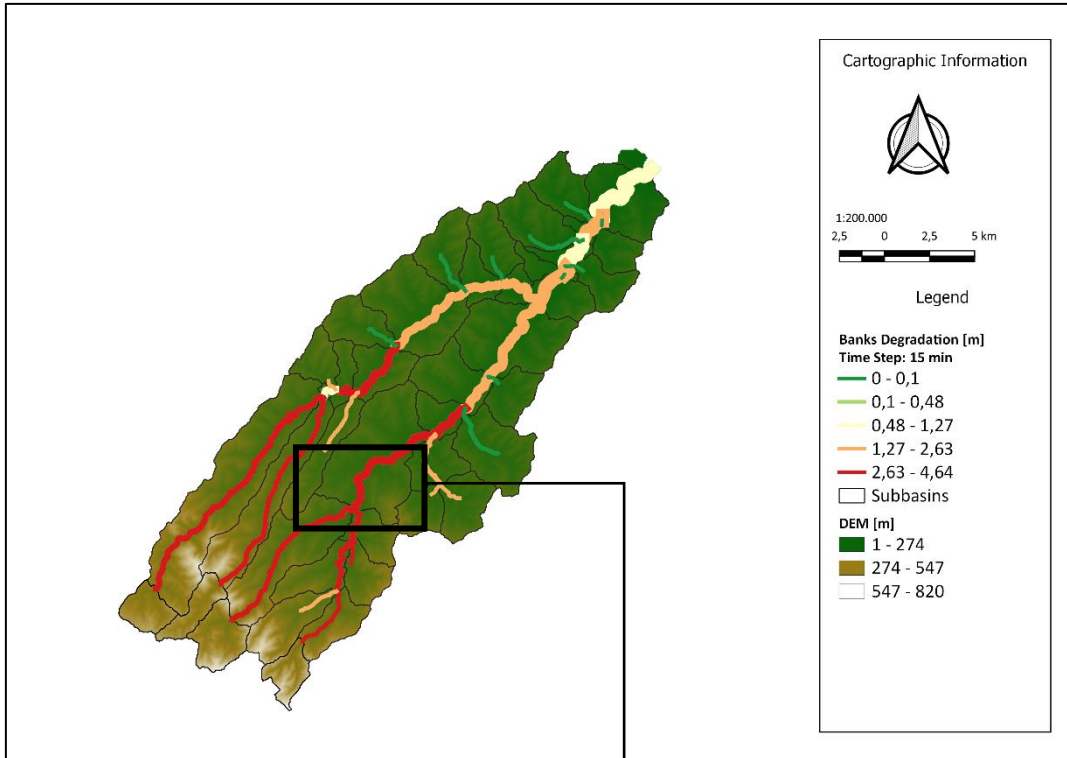 Cartographic Information
1:200.000
2,5 0 2,5 5 km
Legend
Banks Degradation [m]
Time Step: 15 min
0 - 0,1
0,1 - 0,48
0,48 - 1,27
1,27 - 2,63
2,63 - 4,64
Subbasins
DEM [m]
1 - 274
274 - 547
547 - 820